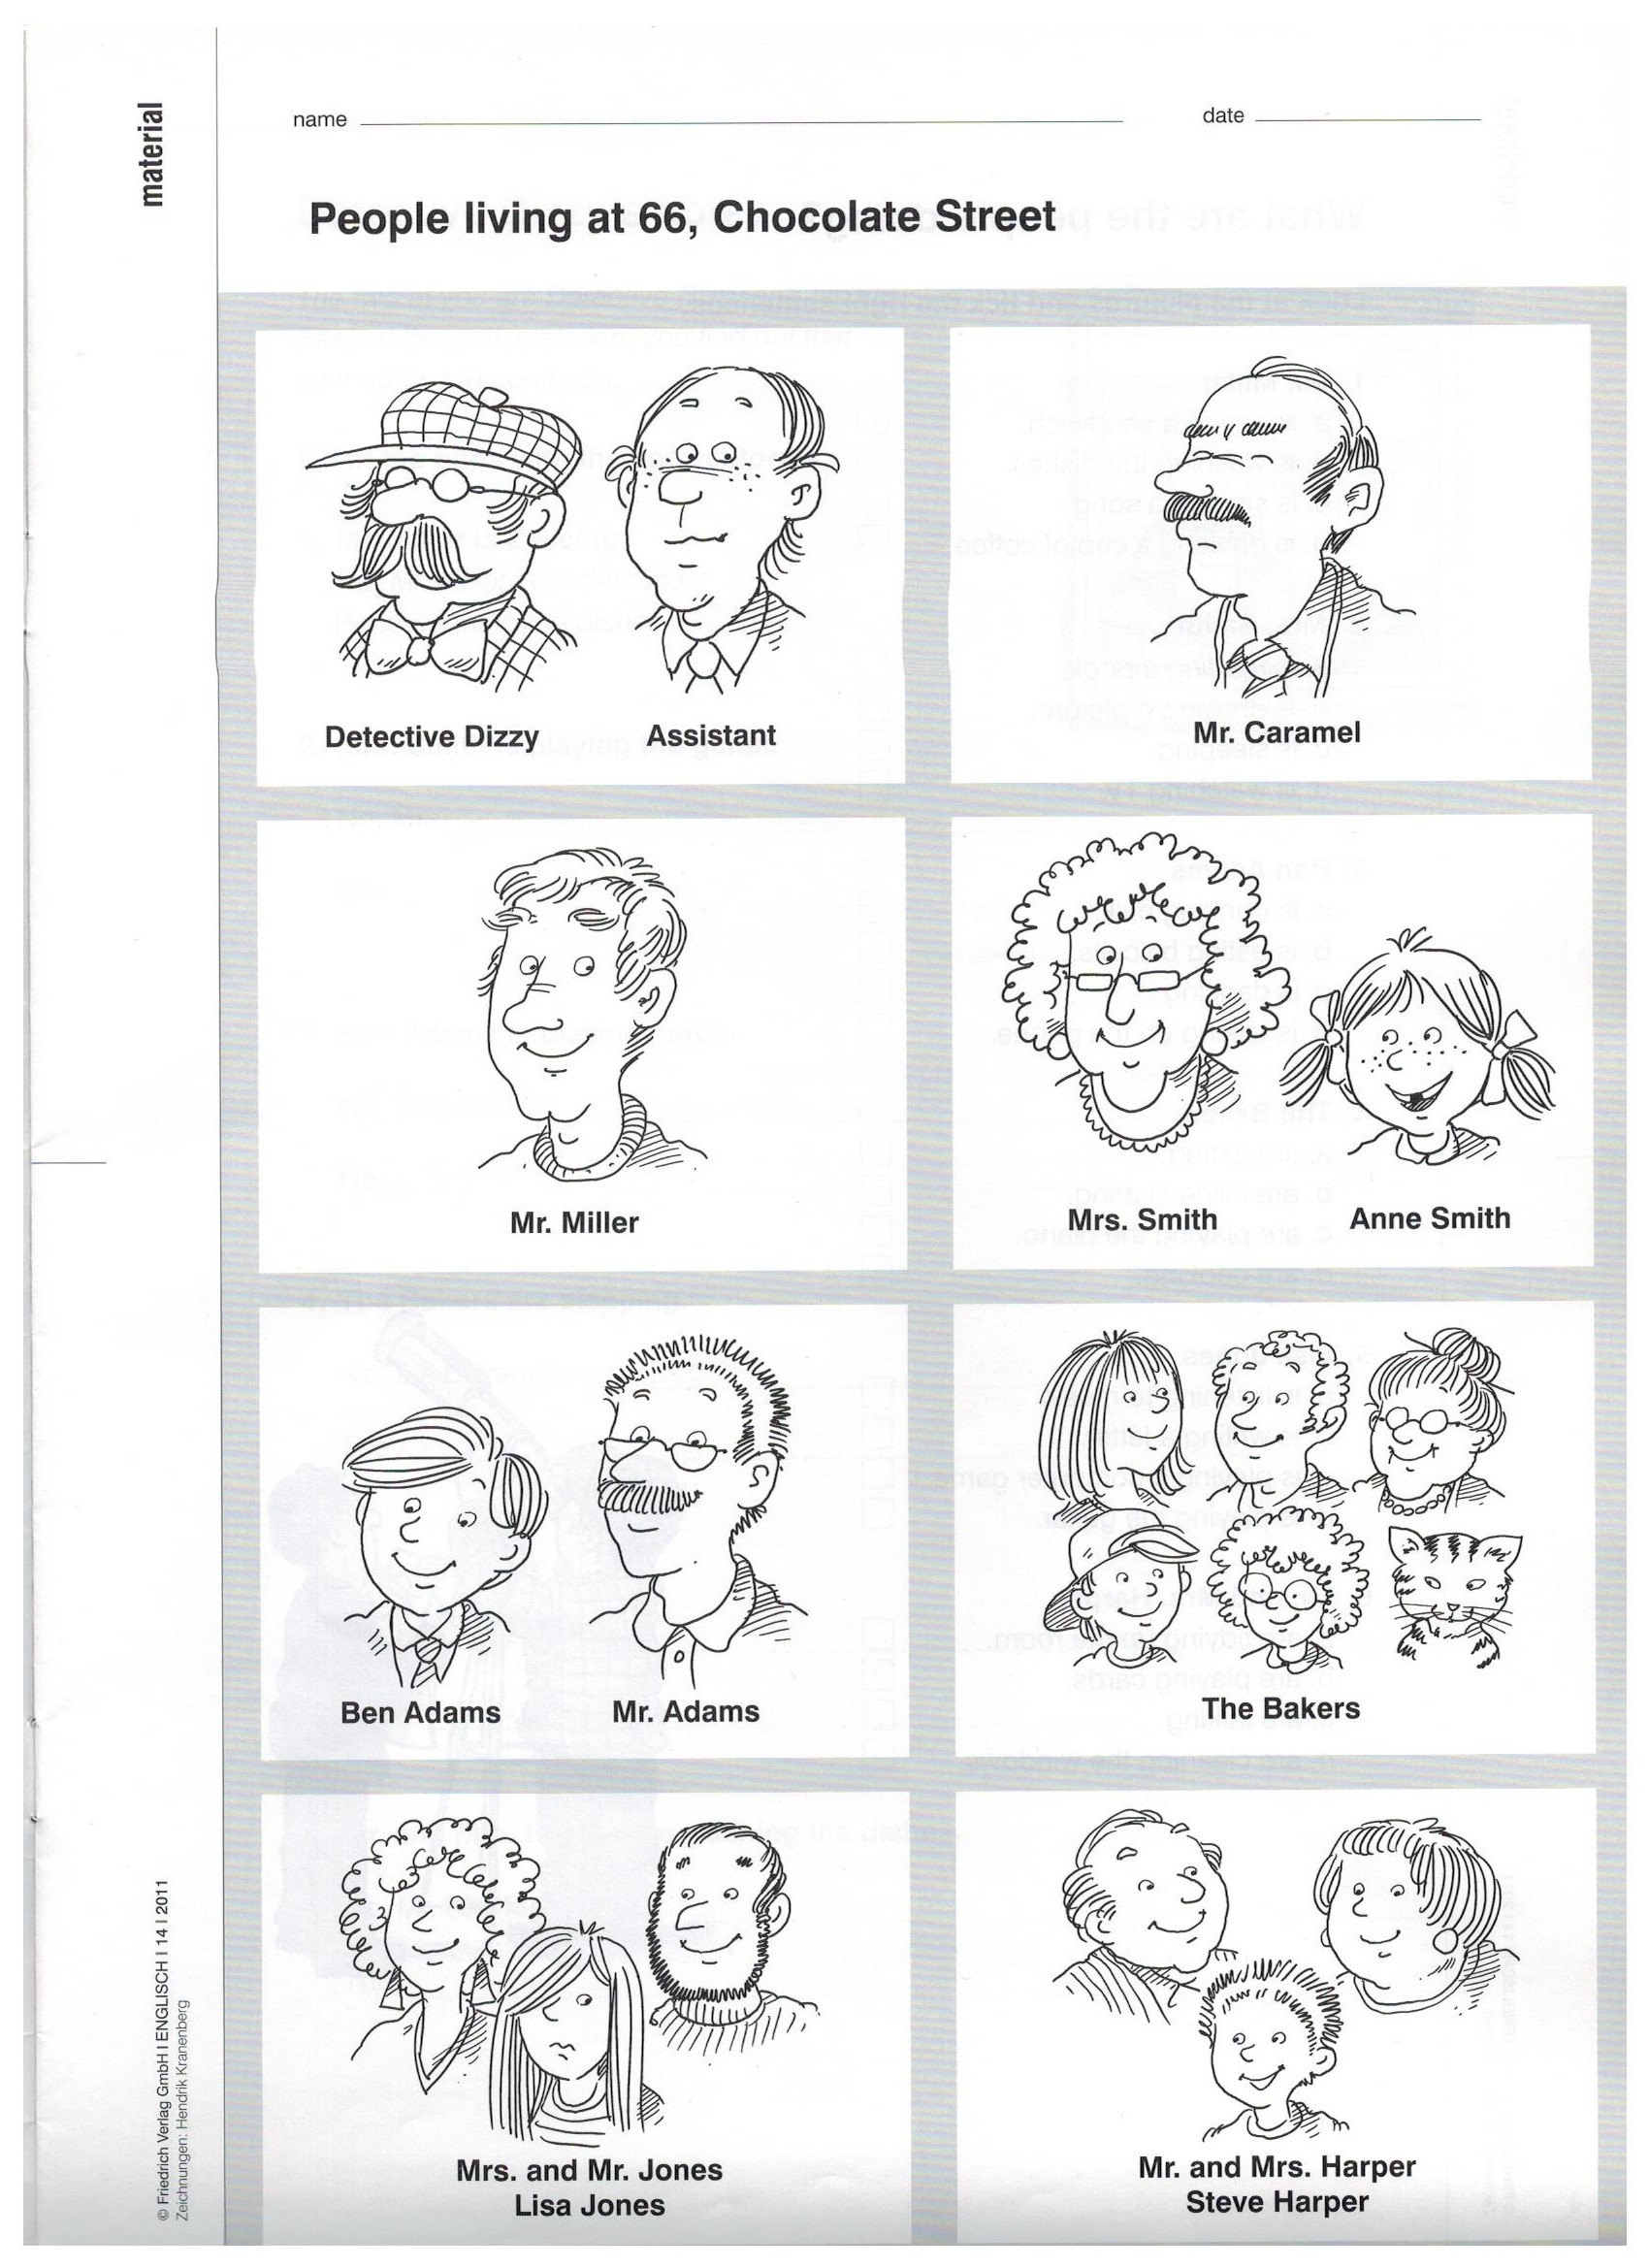 material
name
date
People living at 66, Chocolate Street
Detective Dizzy
Assistant
Mr. Caramel
Mr. Miller
Mrs. Smith
Anne Smith
Ben Adams
Mr. Adams
The Bakers
Mrs. and Mr. Jones
Lisa Jones
Mr. and Mrs. Harper
Steve Harper
© Friedrich Verlag GmbH I ENGLISCH I 14 I 2011
Zeichnungen: Hendrik Kranenberg